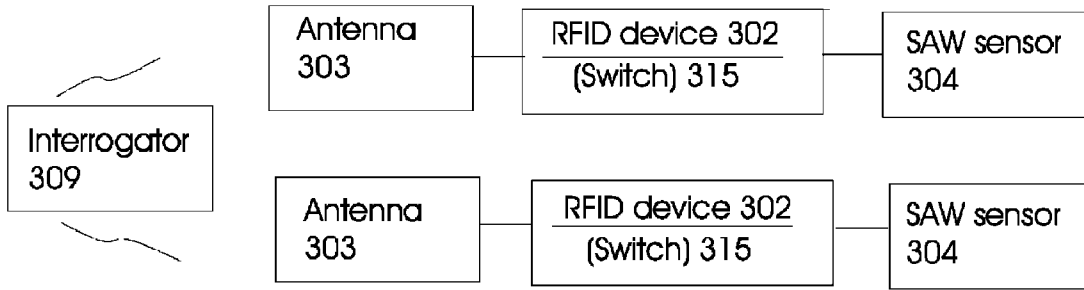 Antenna
303
RFID device 302
(Switch) 315
SAW sensor
304
Interrogator
309
Antenna
303
RFID device 302
(Switch) 315
SAW sensor
304